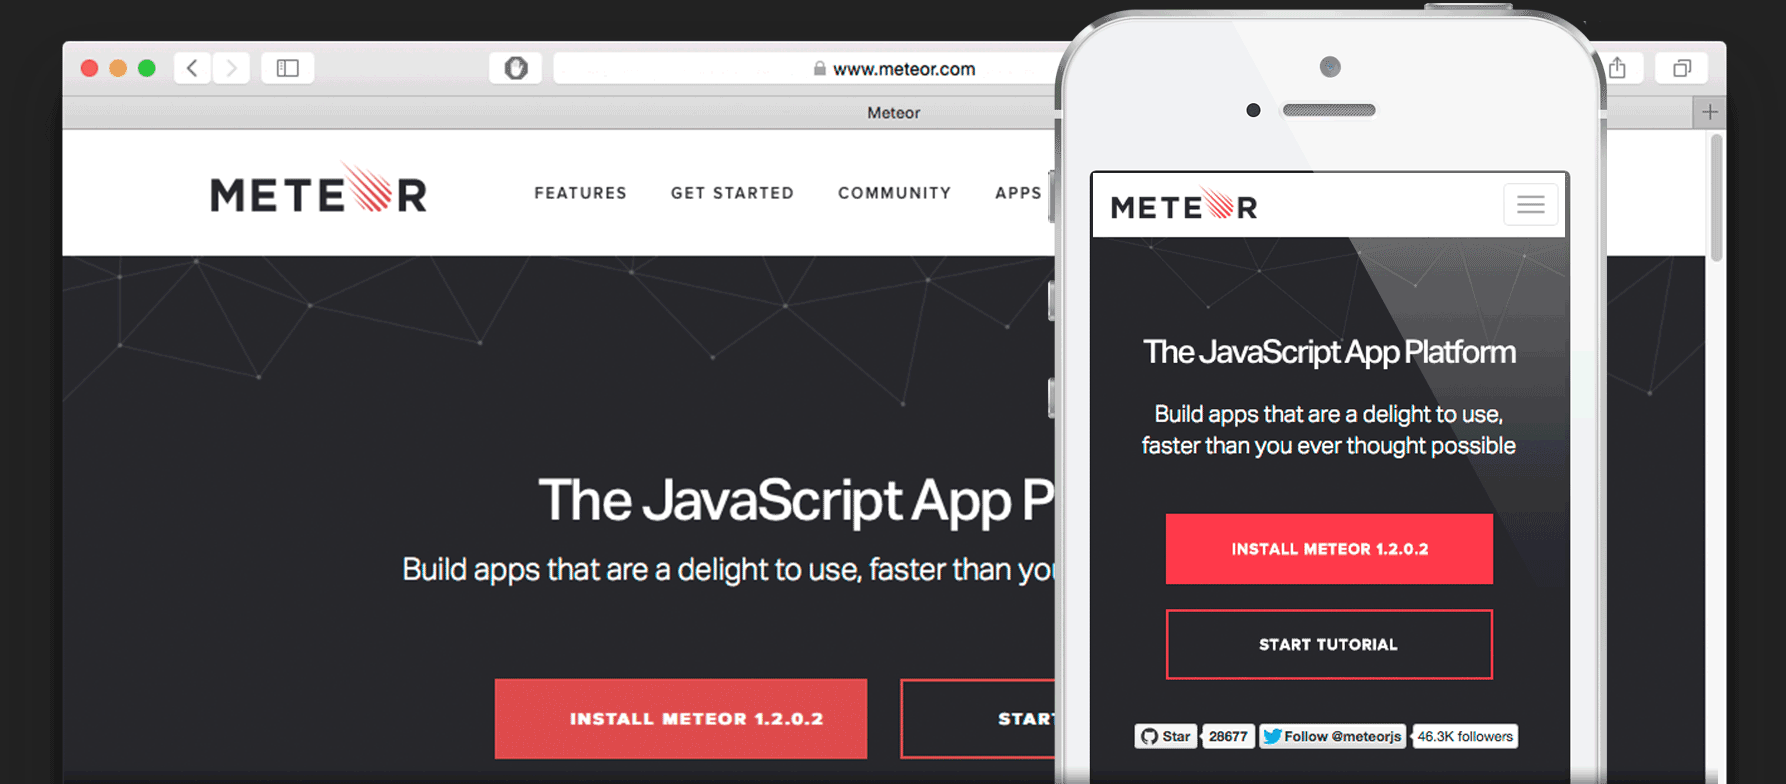 www.meteor.com
Meteor
METEOR
FEATURES GET STARTED COMMUNITY APPS
The JavaScript App P
Build apps that are a delight to use, faster than you
INSTALL METEOR 1.2.0.2
START
METEOR
The JavaScript App Platform
Build apps that are a delight to use,
faster than you ever thought possible
INSTALL METEOR 1.2.0.2
START TUTORIAL
Star 28677 Follow @meteorjs 46.3K followers